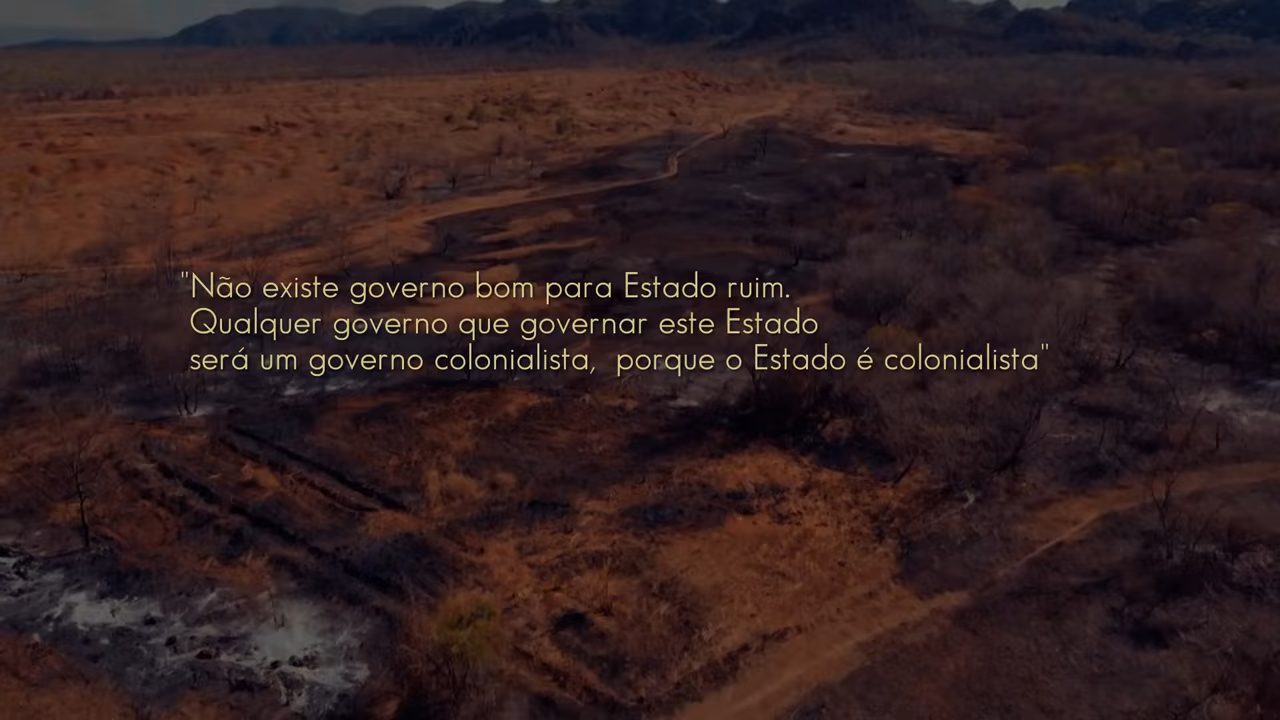 "Não existe governo bom para Estado ruim.
Qualquer governo que governar este Estado
será um governo colonialista, porque o Estado é colonialista"